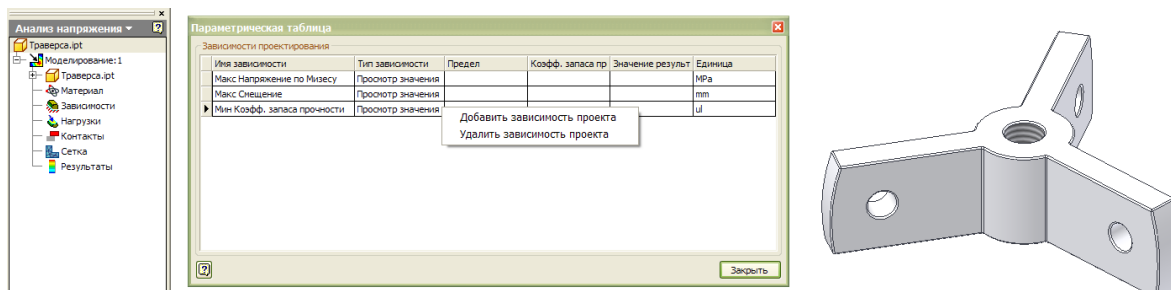 Анализ напряжения
Траверса.ipt
Моделирование:1
Траверса.ipt
Материал
Зависимости
Нагрузки
Контакты
Сетка
Результаты
Параметрическая таблица
Зависимости проектирования
Имя зависимости Тип зависимости Предел Коэфф. запаса пр Значение результ Единица
Макс Напряжение по Мизесу Просмотр значения MPa
Макс Смещение Просмотр значения mm
Мин Коэфф. запаса прочности Просмотр значения ul
Добавить зависимость проекта
Удалить зависимость проекта
Закрыть